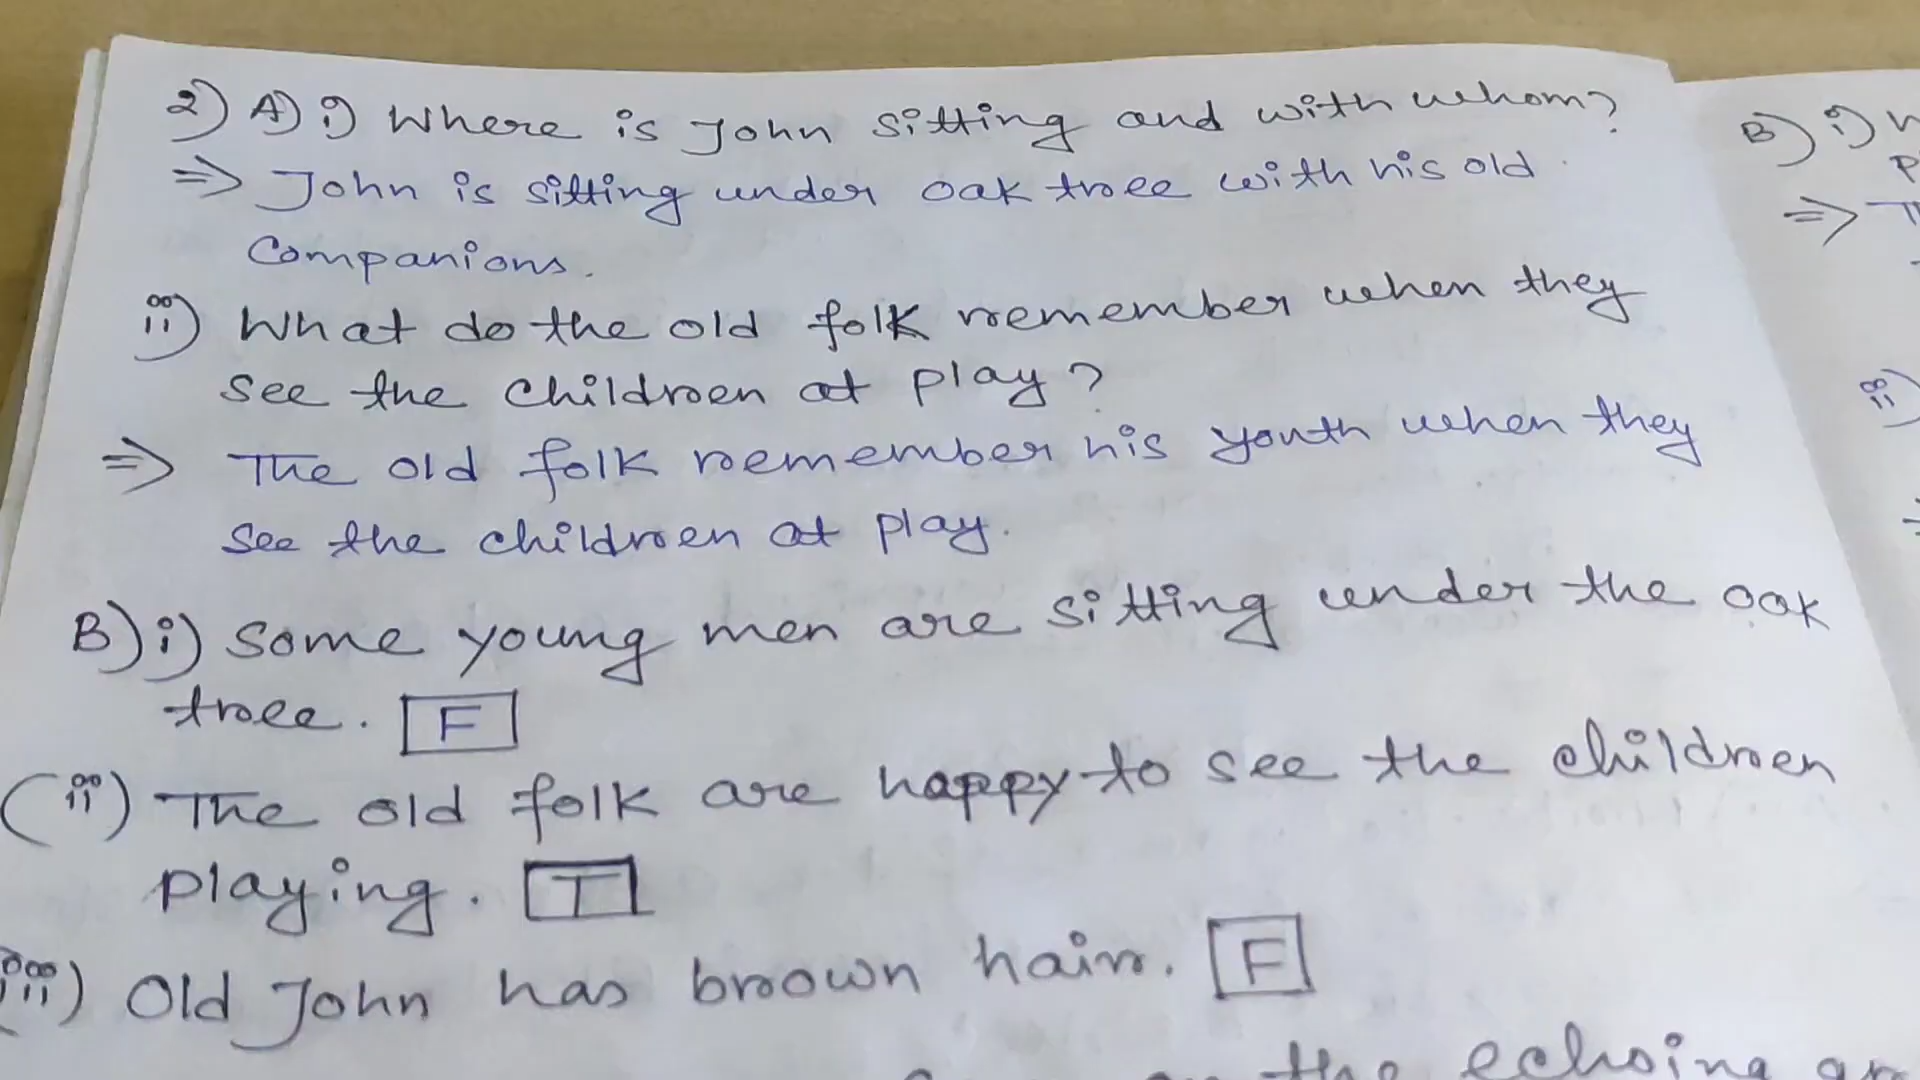 2) A) i) Where is John sitting and with whom?
⇒ John is sitting under oak tree with his old
Companions.
ii) What do the old folk remember when they
see the children at play?
⇒ The old folk remember his youth when they
see the children at play.
B) i) Some young men are sitting under the oak
tree. F
(ii) The old folk are happy to see the children
playing. T
iii) Old John has brown hair. F
the echoing
B) i)
⇒
ii)